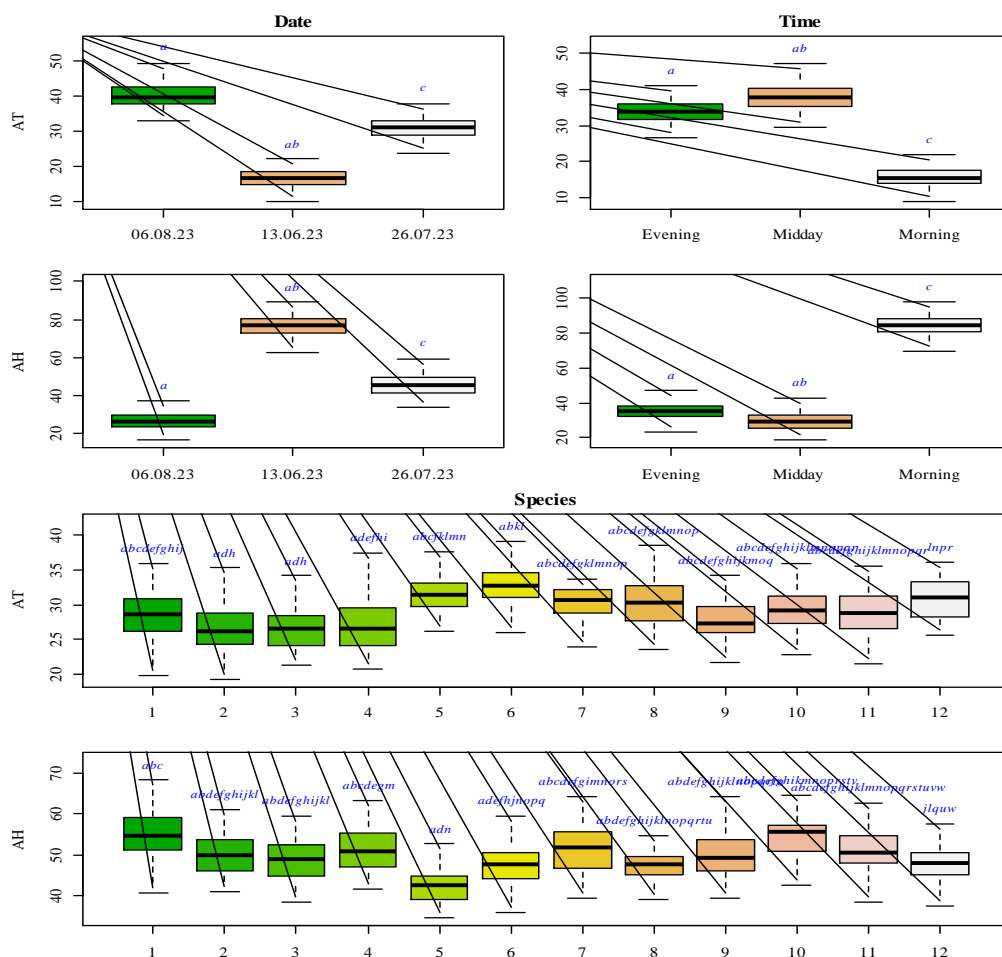 Date
AT
50
40
30
20
10
a
ab
c
06.08.23 13.06.23 26.07.23
Time
50
40
30
20
10
a
ab
c
Evening Midday Morning
AH
100
80
60
40
20
a
ab
c
06.08.23 13.06.23 26.07.23
100
80
60
40
20
a
ab
c
Evening Midday Morning
Species
AT
40
35
30
25
20
abcdefghij
adh
adh
adefhi
abcfklmn
abkl
abcdefgklmnop
abcdefgklmnop
abcdefghijkmoq
lnpr
1 2 3 4 5 6 7 8 9 10 11 12
AH
70
60
50
40
abc
abdefghijkl
abdefghijkl
abcdegm
adn
adefhjnopq
abcdefgimnors
abdefghijklnopqrtu
abcdefghijklmnopqrstuvw
jlquw
1 2 3 4 5 6 7 8 9 10 11 12